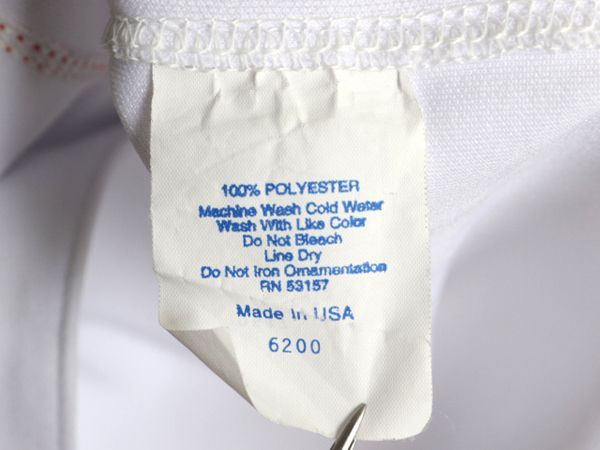 100% POLYESTER
Machine Wash Cold Water
Wash With Like Color
Do Not Bleach
Line Dry
Do Not Iron Ornamentation
RN 53157
Made In USA
6200